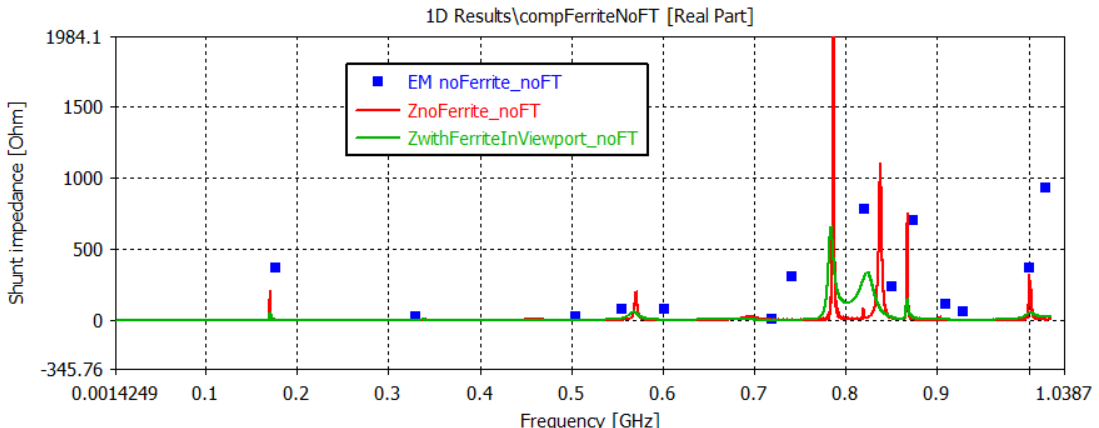 1D Results\compFerriteNoFT [Real Part]
1984.1
1500
1000
500
0
-345.76
Shunt impedance [Ohm]
EM noFerrite_noFT
ZnoFerrite_noFT
ZwithFerriteInViewport_noFT
0.0014249 0.1 0.2 0.3 0.4 0.5 0.6 0.7 0.8 0.9 1.0387
Frequency [GHz]